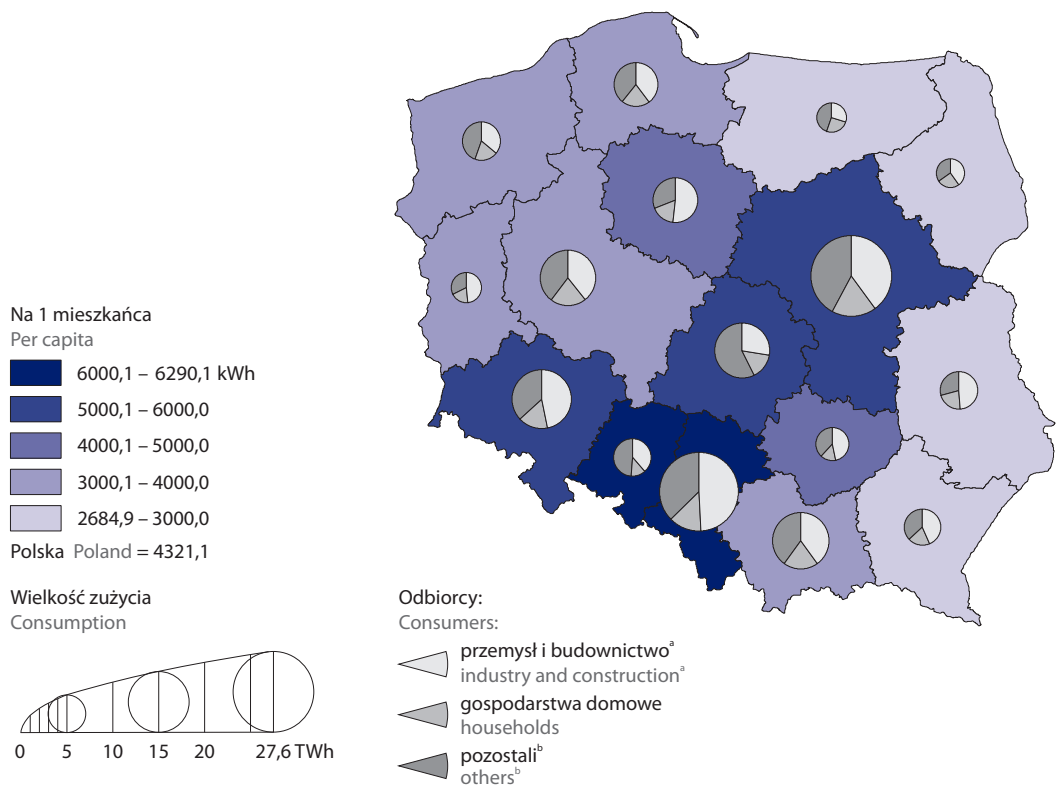 Na 1 mieszkańca
Per capita
6000,1 – 6290,1 kWh
5000,1 – 6000,0
4000,1 – 5000,0
3000,1 – 4000,0
2684,9 – 3000,0
Polska Poland = 4321,1
Wielkość zużycia
Consumption
0 5 10 15 20 27,6 TWh
Odbiorcy:
Consumers:
przemysł i budownictwoᵃ
industry and constructionᵃ
gospodarstwa domowe
households
pozostaliᵇ
othersᵇ